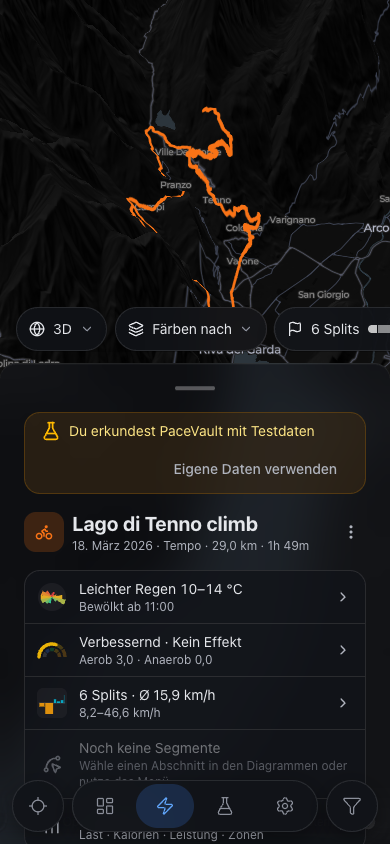 Ville Del Monte
Pranzo
Campi
Tenno
Cologna
Varignano
Arco
Varone
San Giorgio
3D
Färben nach
6 Splits
Riva del Garda
Du erkundest PaceVault mit Testdaten
Eigene Daten verwenden
Lago di Tenno climb
18. März 2026 · Tempo · 29,0 km · 1h 49m
Leichter Regen 10–14 °C
Bewölkt ab 11:00
Verbessernd · Kein Effekt
Aerob 3,0 · Anaerob 0,0
6 Splits · Ø 15,9 km/h
8,2–46,6 km/h
Noch keine Segmente
Wähle einen Abschnitt in den Diagrammen oder
nutze das Menü
Last · Kalorien · Leistung · Zonen